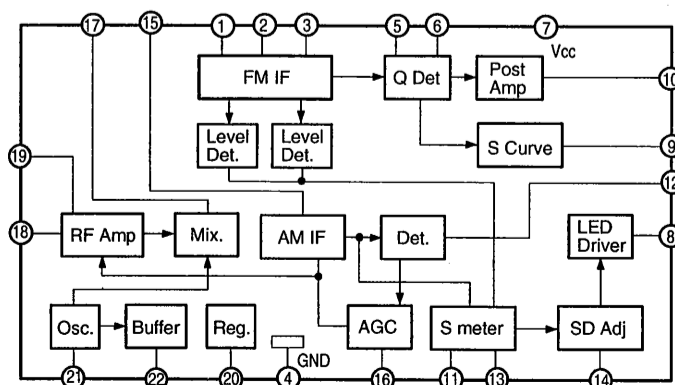 17
15
1
2
3
5
6
7
Vcc
FM IF
Q Det
Post
Amp
10
Level
Det.
Level
Det.
S Curve
9
19
12
18
RF Amp
Mix.
AM IF
Det.
LED
Driver
8
Osc.
Buffer
Reg.
GND
AGC
S meter
SD Adj
21
22
20
4
16
11
13
14